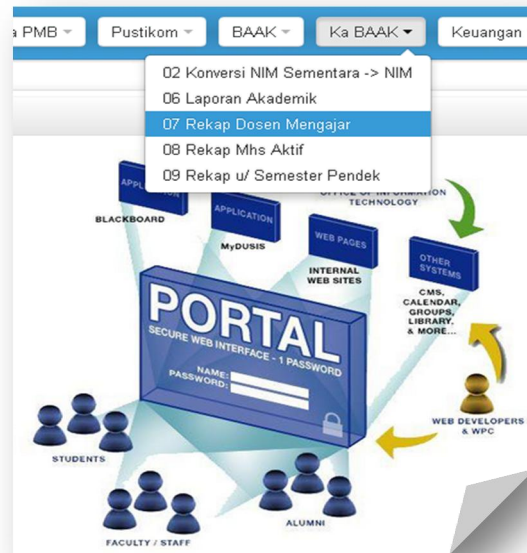 a PMB
Pustikom
BAAK
Ka BAAK
Keuangan
02 Konversi NIM Sementara -> NIM
06 Laporan Akademik
07 Rekap Dosen Mengajar
08 Rekap Mhs Aktif
09 Rekap u/ Semester Pendek
OFFICE OF INFORMATION
TECHNOLOGY
BLACKBOARD
APPLICATION
MyDUSIS
WEB PAGES
INTERNAL
WEB SITES
OTHER
SYSTEMS
CMS,
CALENDAR,
GROUPS,
LIBRARY,
& MORE...
PORTAL
SECURE WEB
INTERFACE - 1 PASSWORD
NAME:
PASSWORD:
WEB DEVELOPERS
& WPC
STUDENTS
FACULTY / STAFF
ALUMNI